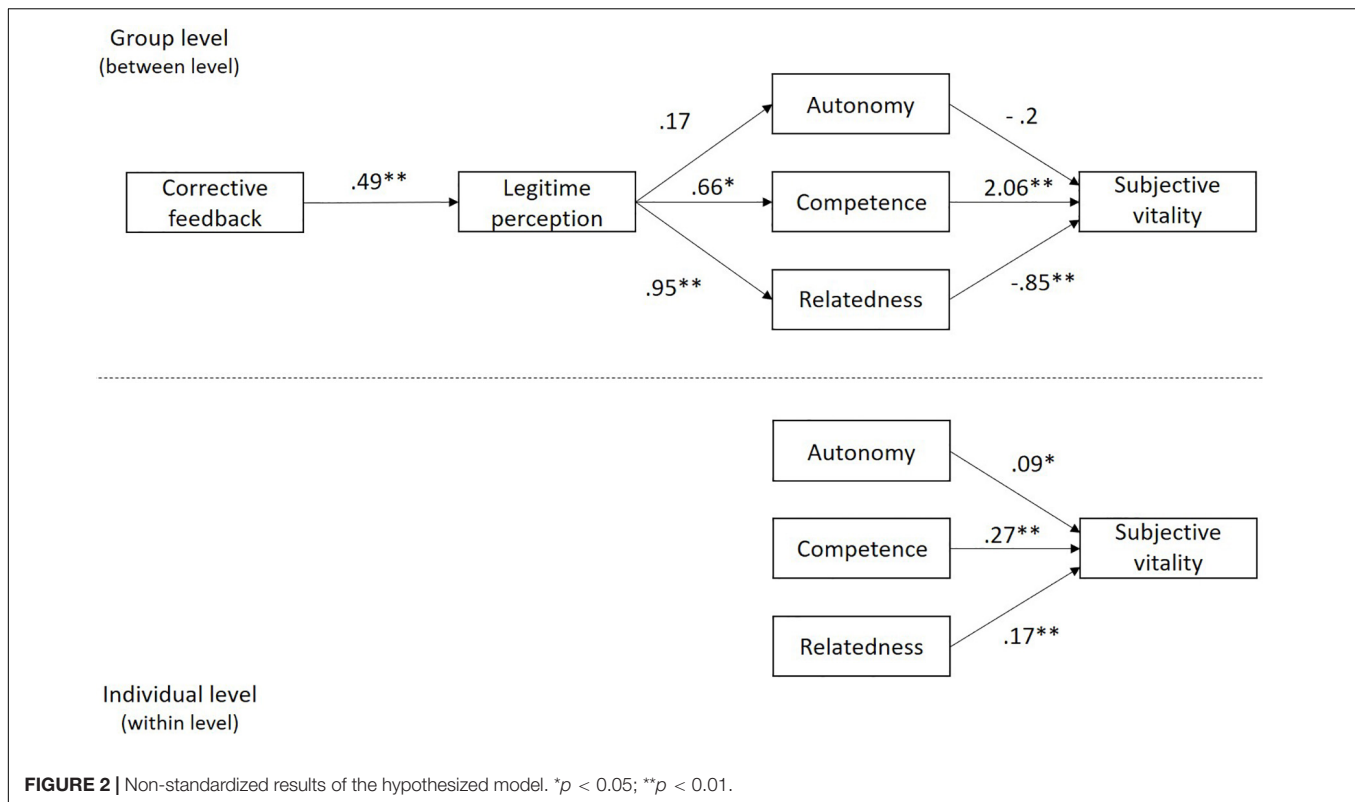 Group level
(between level)
Autonomy
.17
- .2
Corrective
feedback
.49**
Legitime
perception
.66*
Competence
2.06**
Subjective
vitality
.95**
Relatedness
-.85**
Autonomy
.09*
Competence
.27**
Subjective
vitality
Relatedness
.17**
Individual level
(within level)
FIGURE 2 | Non-standardized results of the hypothesized model. *p < 0.05; **p < 0.01.